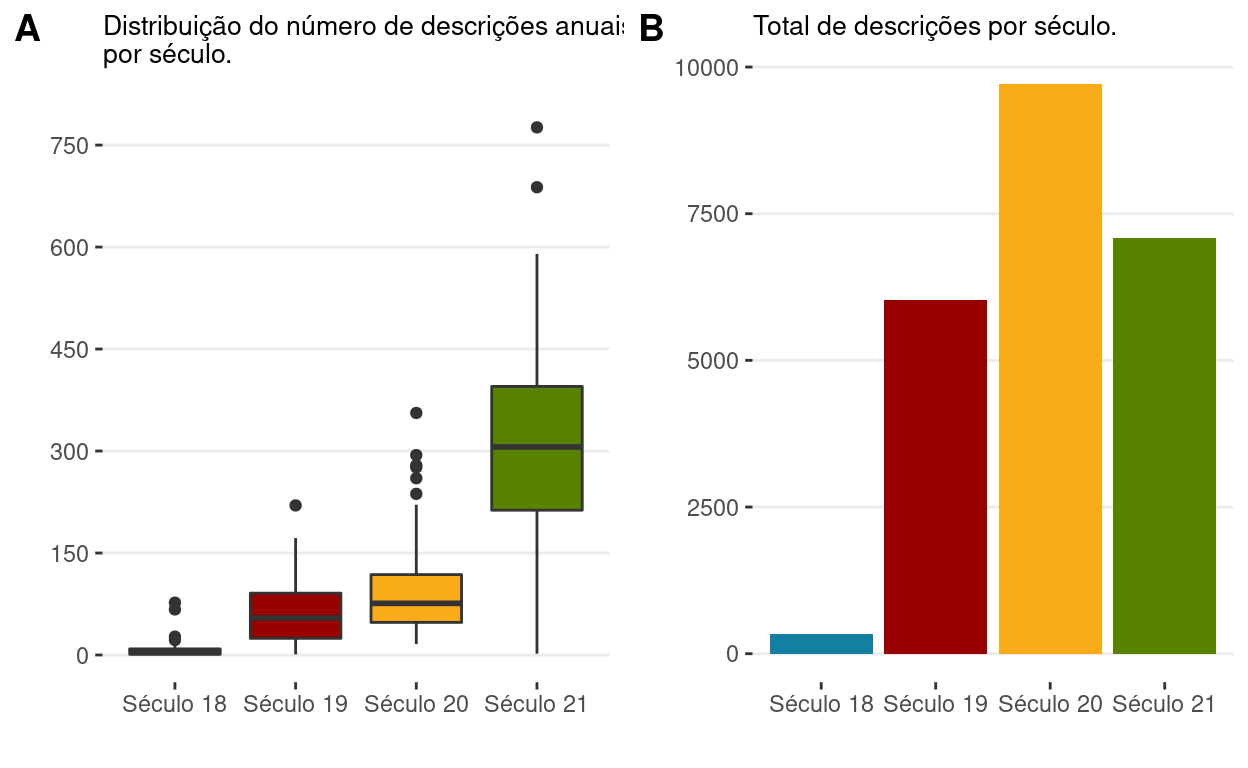 A
Distribuição do número de descrições anuais
por século.
750
600
450
300
150
0
Século 18 Século 19 Século 20 Século 21
B
Total de descrições por século.
10000
7500
5000
2500
0
Século 18 Século 19 Século 20 Século 21